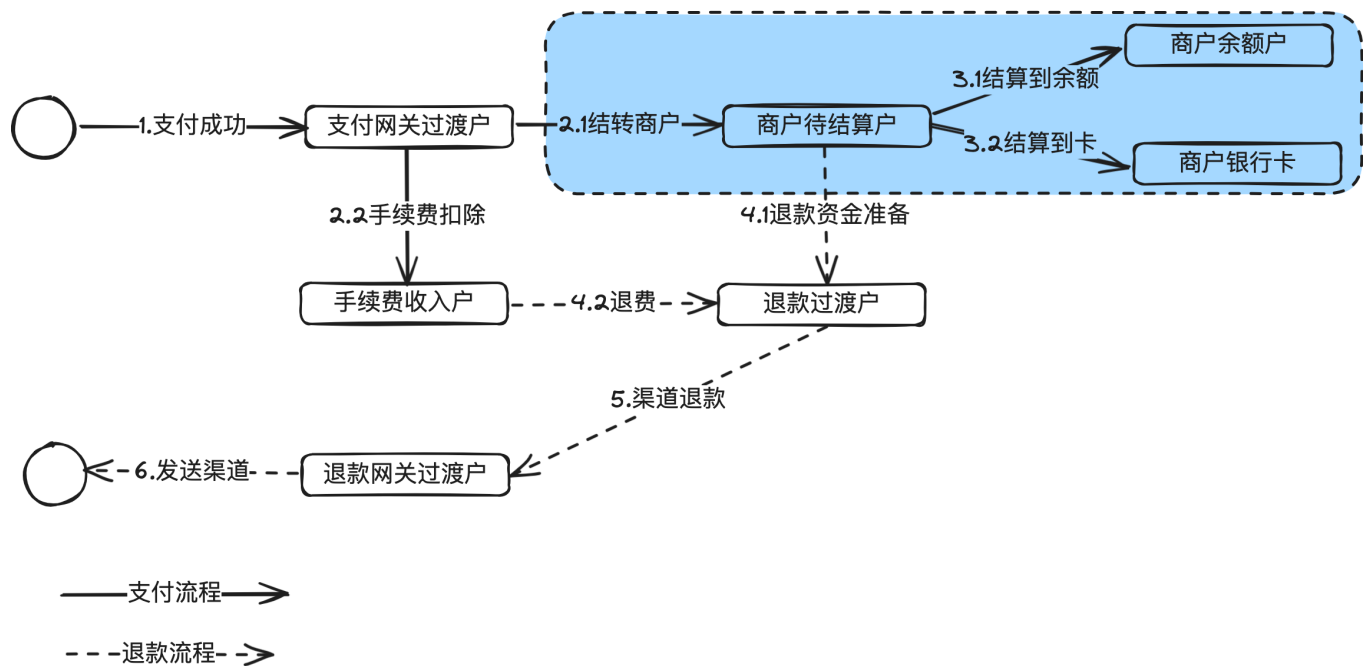 商户余额户
3.1结算到余额
1.支付成功
支付网关过渡户
2.1结转商户
商户待结算户
3.2结算到卡
商户银行卡
2.2手续费扣除
4.1退款资金准备
手续费收入户
4.2退费
退款过渡户
5.渠道退款
6.发送渠道
退款网关过渡户
支付流程
退款流程